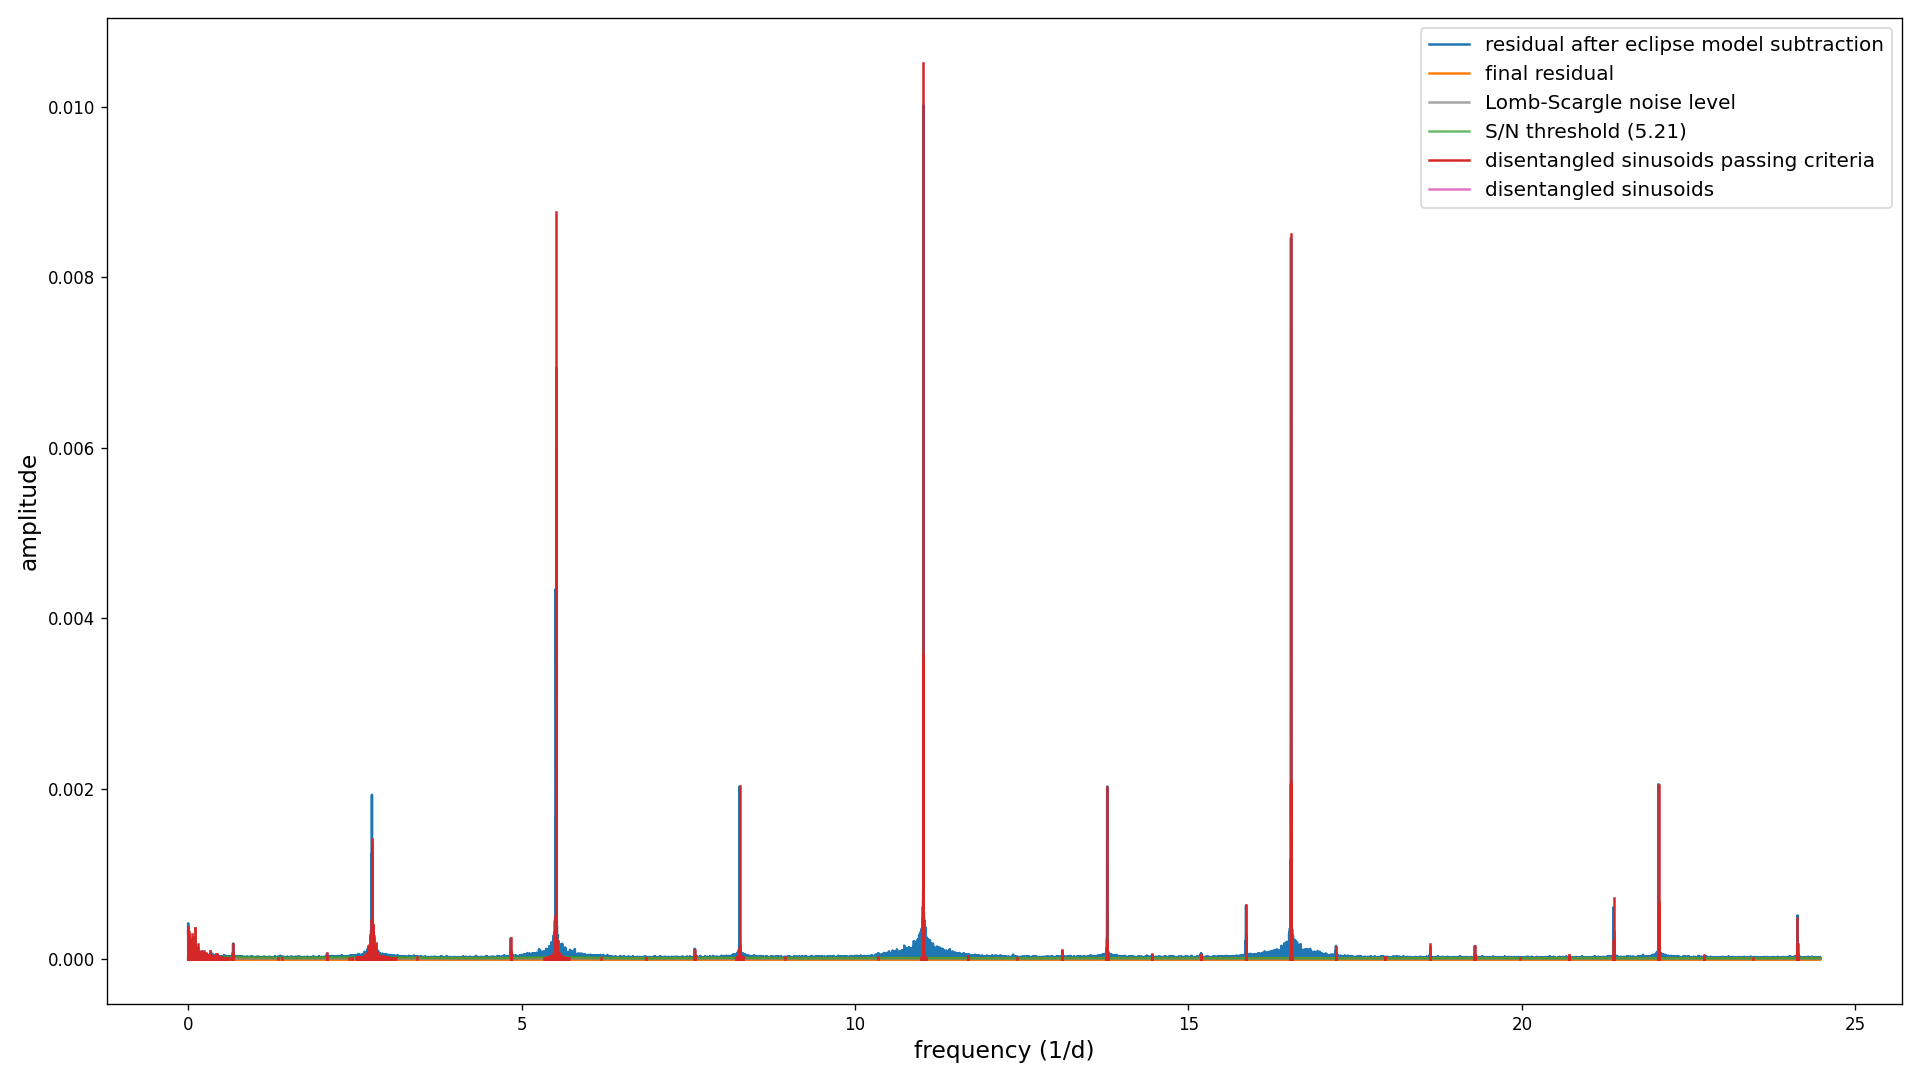 residual after eclipse model subtraction
final residual
Lomb-Scargle noise level
S/N threshold (5.21)
disentangled sinusoids passing criteria
disentangled sinusoids
0.010
0.008
0.006
0.004
0.002
0.000
amplitude
0 5 10 15 20 25
frequency (1/d)